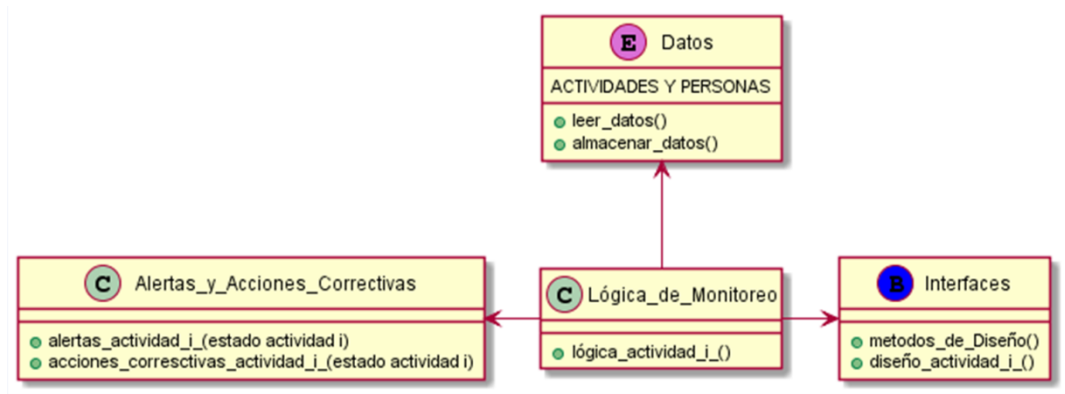 E Datos
ACTIVIDADES Y PERSONAS
leer_datos()
almacenar_datos()
C Alertas_y_Acciones_Correctivas
alertas_actividad_i_(estado actividad i)
acciones_corresctivas_actividad_i_(estado actividad i)
C Lógica_de_Monitoreo
lógica_actividad_i_()
B Interfaces
metodos_de_Diseño()
diseño_actividad_i_()